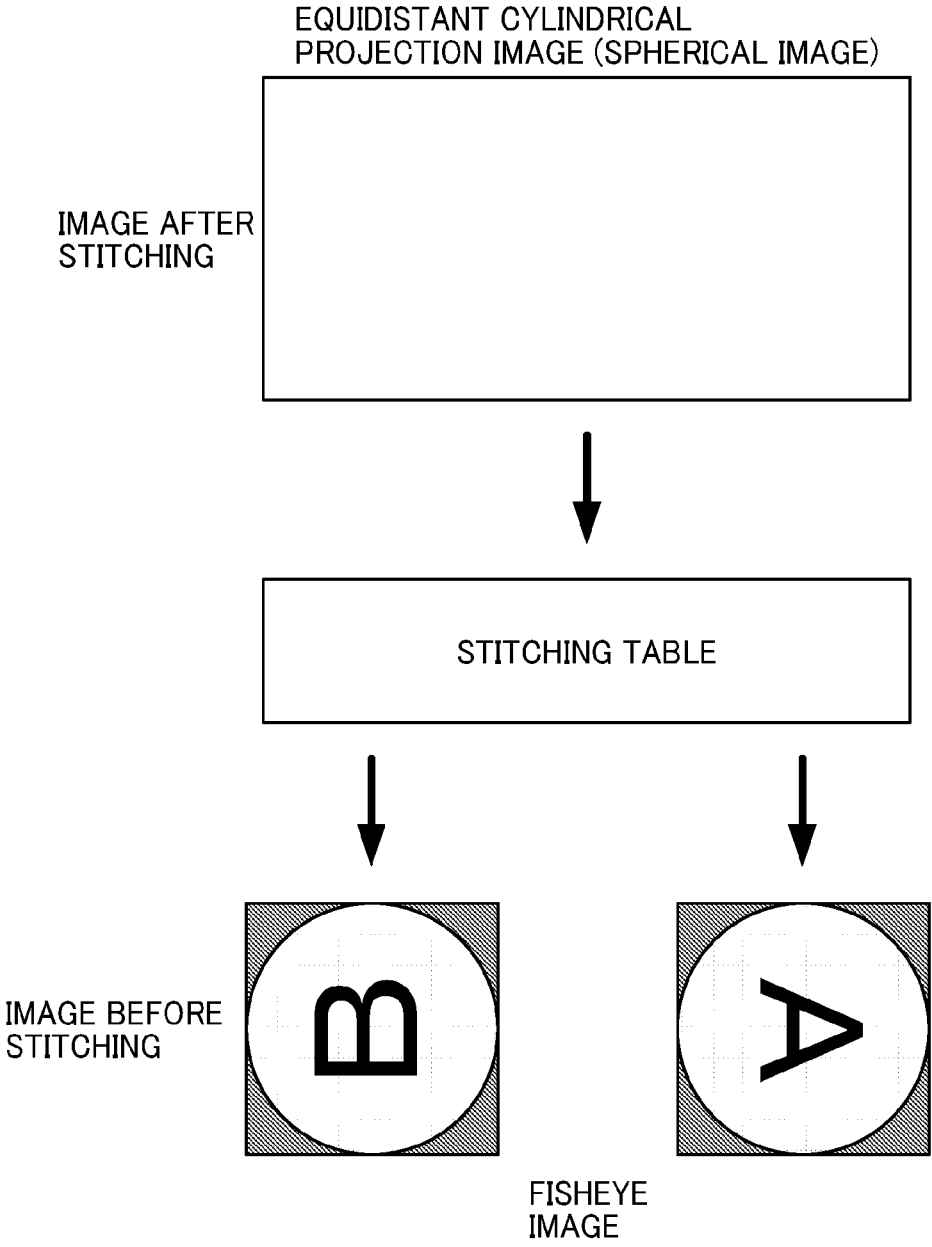 EQUIDISTANT CYLINDRICAL
PROJECTION IMAGE (SPHERICAL IMAGE)
IMAGE AFTER
STITCHING
STITCHING TABLE
B
A
IMAGE BEFORE
STITCHING
FISHEYE
IMAGE